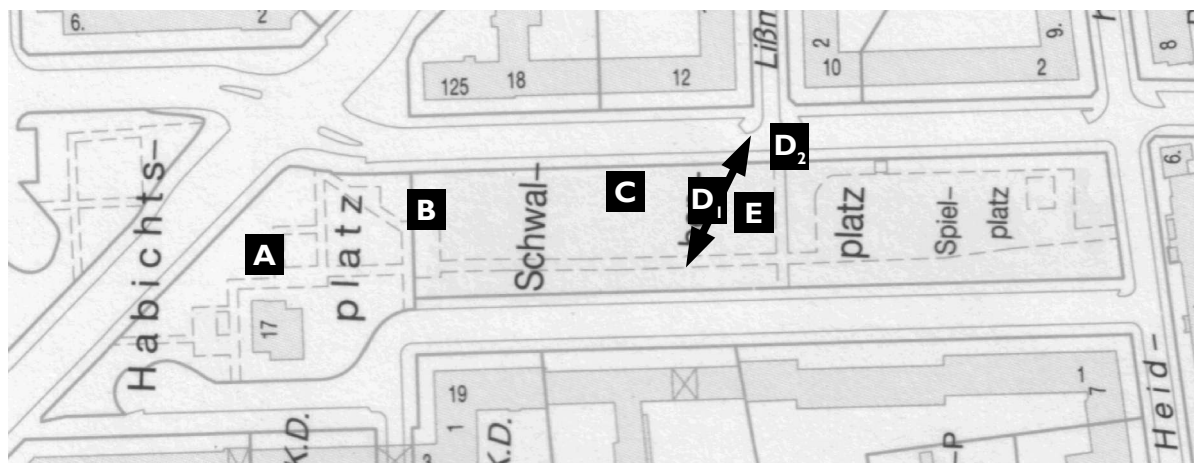 6.
2
125
18
12
Lißm
2
10
9.
2
8
6.
Habichts–
platz
17
Schwal–
platz
Spiel–
platz
A
B
C
D1
D2
E
19
1
K.D.
K.D.
1
7
Heid–
P